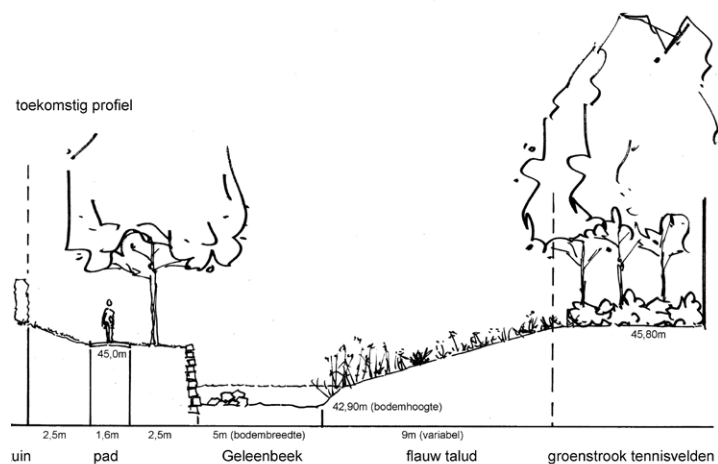 toekomstig profiel
45,0m
45,80m
42,90m (bodemhoogte)
2,5m 1,6m 2,5m 5m (bodembreedte) 9m (variabel)
uin pad Geleenbeek flauw talud groenstrook tennisvelden